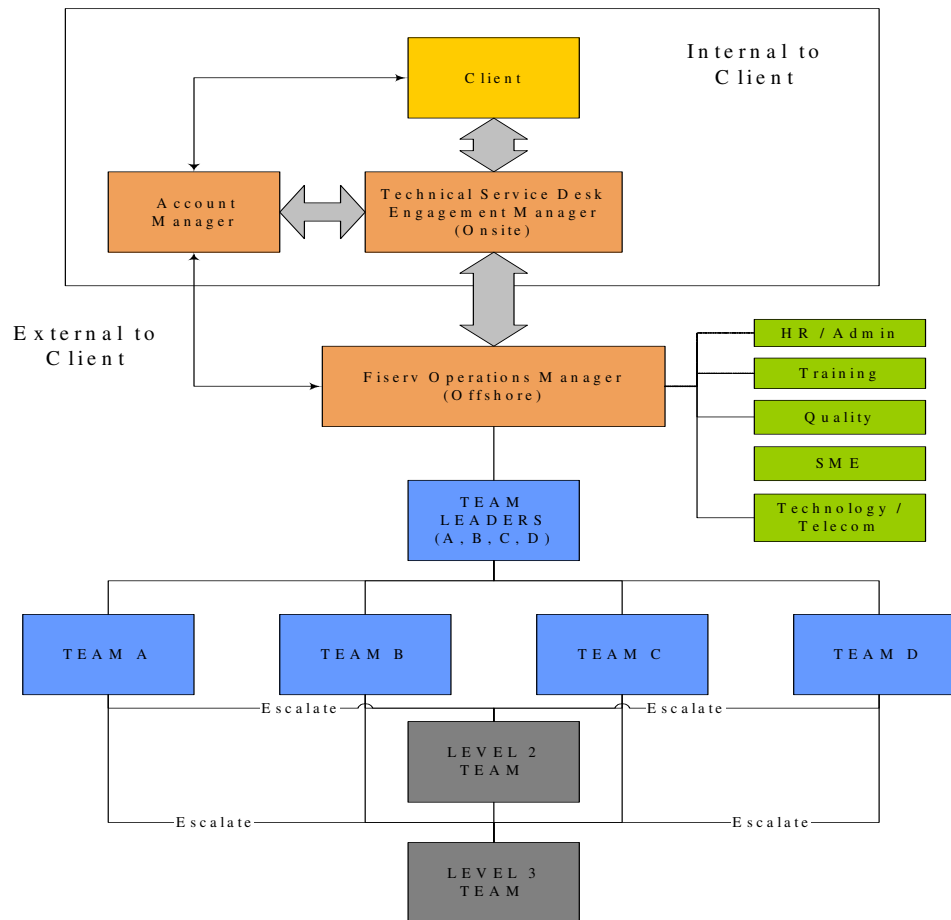 Internal to
Client
Client
Account
Manager
Technical Service Desk
Engagement Manager
(Onsite)
External to
Client
Fiserv Operations Manager
(Offshore)
HR / Admin
Training
Quality
SME
Technology /
Telecom
TEAM
LEADERS
(A, B, C, D)
TEAM A
TEAM B
TEAM C
TEAM D
Escalate
Escalate
LEVEL 2
TEAM
Escalate
Escalate
LEVEL 3
TEAM